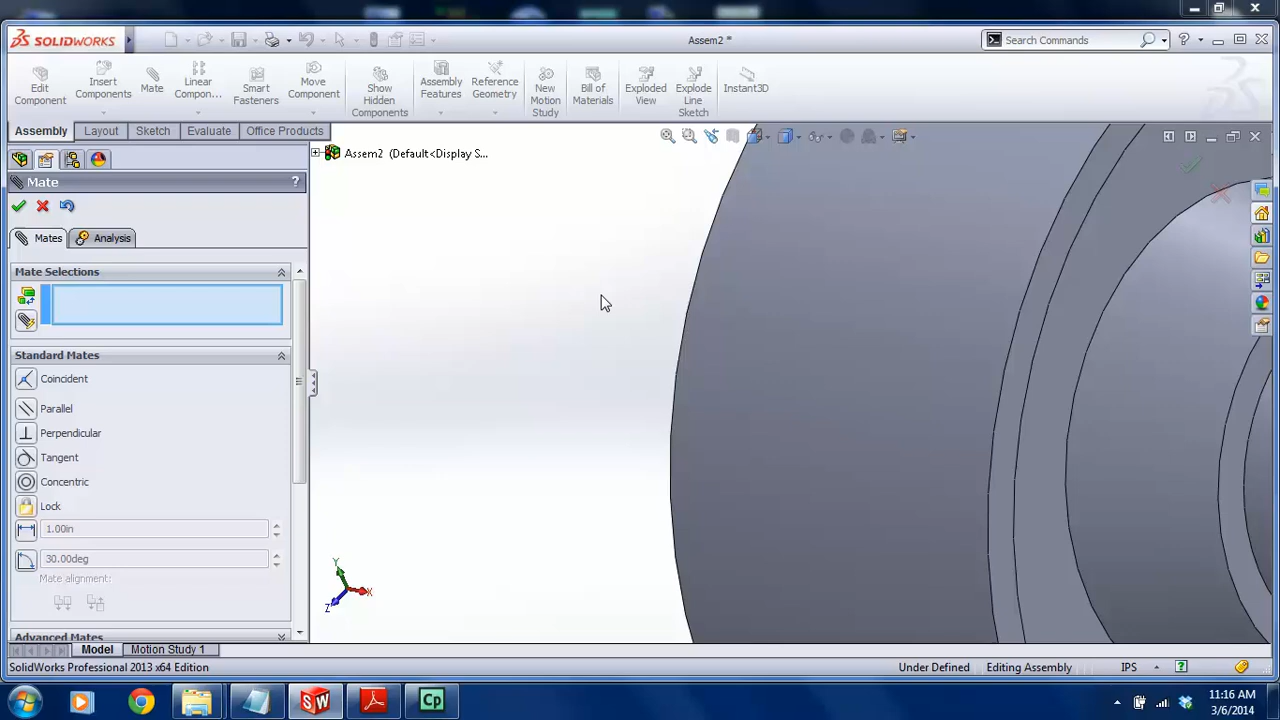 SOLIDWORKS
Assem2 *
Search Commands
?
Edit Component
Insert Components
Mate
Linear Compon...
Smart Fasteners
Move Component
Show Hidden Components
Assembly Features
Reference Geometry
New Motion Study
Bill of Materials
Exploded View
Explode Line Sketch
Instant3D
Assembly
Layout
Sketch
Evaluate
Office Products
Assem2 (Default<Display S...
Mate
?
Mates
Analysis
Mate Selections
Standard Mates
Coincident
Parallel
Perpendicular
Tangent
Concentric
Lock
1.00in
30.00deg
Mate alignment:
Advanced Mates
Y
X
Z
Model
Motion Study 1
SolidWorks Professional 2013 x64 Edition
Under Defined
Editing Assembly
IPS
?
SW
Cp
11:16 AM
3/6/2014